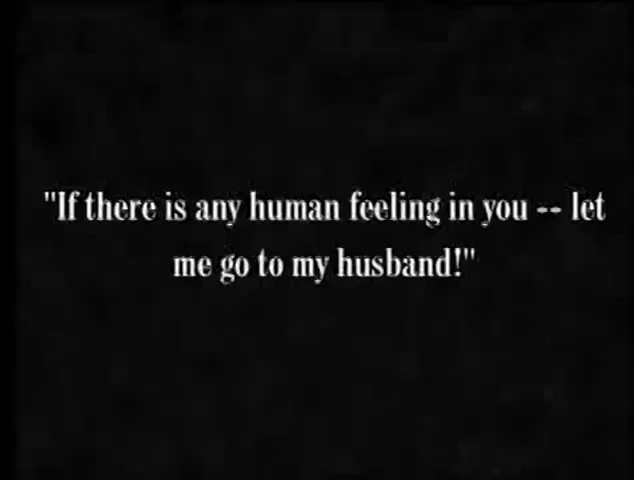 "If there is any human feeling in you -- let
me go to my husband!"